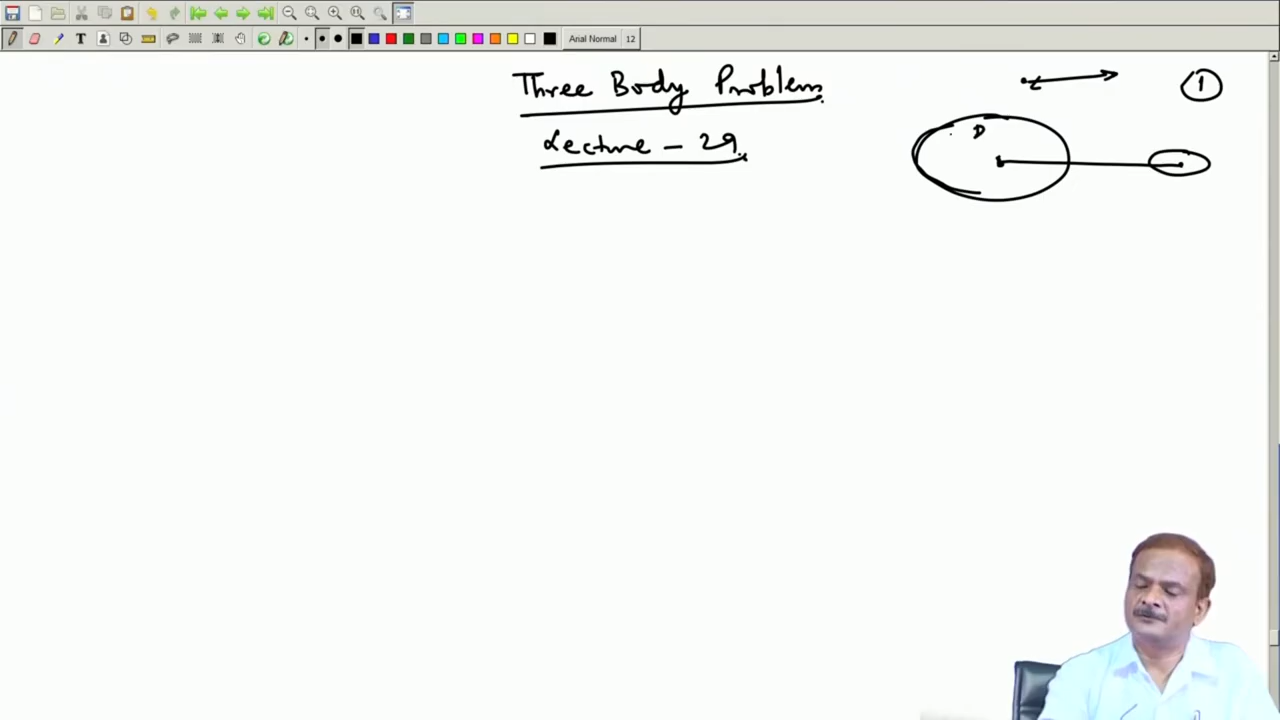 Arial Normal 12
Three Body Problem
①
Lecture - 29
D